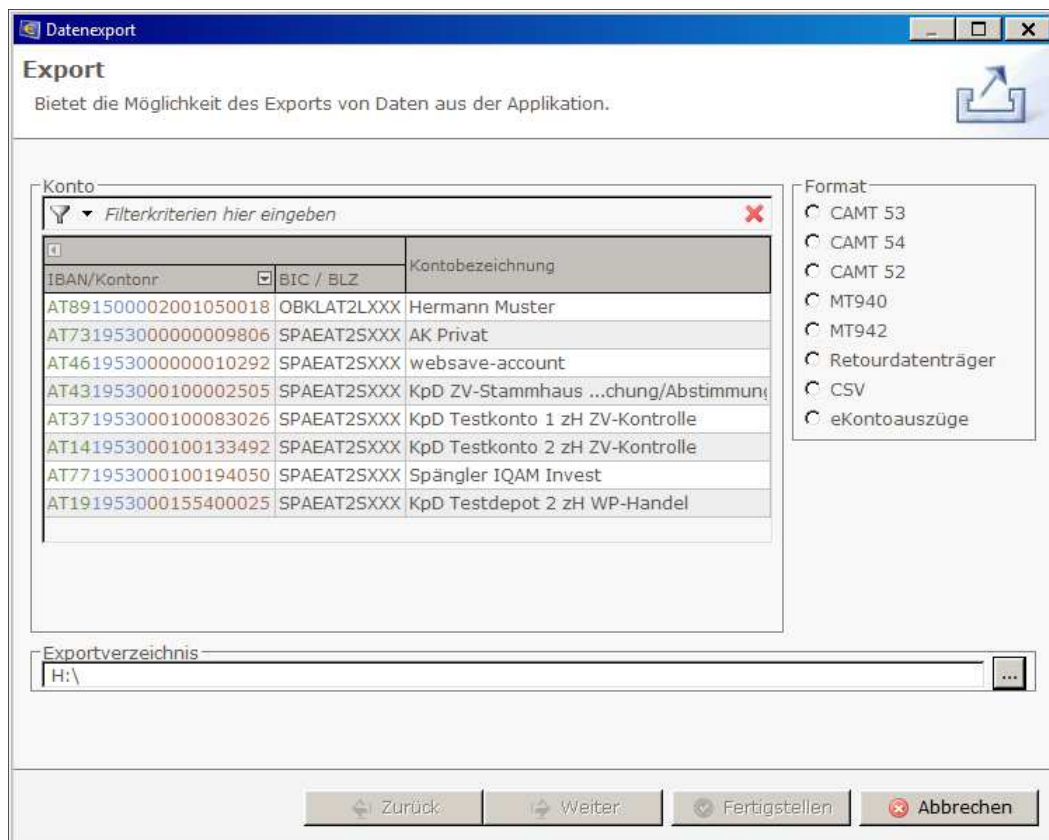 Datenexport
Export
Bietet die Möglichkeit des Exports von Daten aus der Applikation.
Konto
Filterkriterien hier eingeben
IBAN/Kontonr BIC / BLZ Kontobezeichnung
AT891500002001050018 OBKLAT2LXXX Hermann Muster
AT731953000000009806 SPAEAT2SXXX AK Privat
AT461953000000010292 SPAEAT2SXXX websave-account
AT431953000100002505 SPAEAT2SXXX KpD ZV-Stammhaus ...chung/Abstimmung
AT371953000100083026 SPAEAT2SXXX KpD Testkonto 1 zH ZV-Kontrolle
AT141953000100133492 SPAEAT2SXXX KpD Testkonto 2 zH ZV-Kontrolle
AT771953000100194050 SPAEAT2SXXX Spängler IQAM Invest
AT191953000155400025 SPAEAT2SXXX KpD Testdepot 2 zH WP-Handel
Format
CAMT 53
CAMT 54
CAMT 52
MT940
MT942
Retourdatenträger
CSV
eKontoauszüge
Exportverzeichnis
H:\
...
Zurück
Weiter
Fertigstellen
Abbrechen